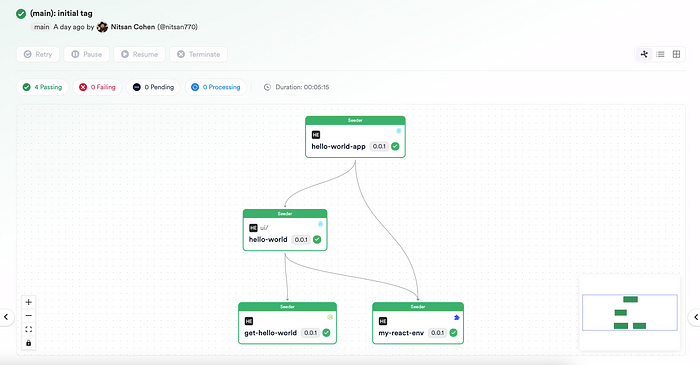 (main): initial tag
main A day ago by Nitsan Cohen (@nitsan770)
Retry Pause Resume Terminate
4 Passing 0 Failing 0 Pending 0 Processing Duration: 00:05:15
Seeder
HE
hello-world-app 0.0.1
Seeder
HE ui/
hello-world 0.0.1
Seeder
HE
get-hello-world 0.0.1
Seeder
HE
my-react-env 0.0.1